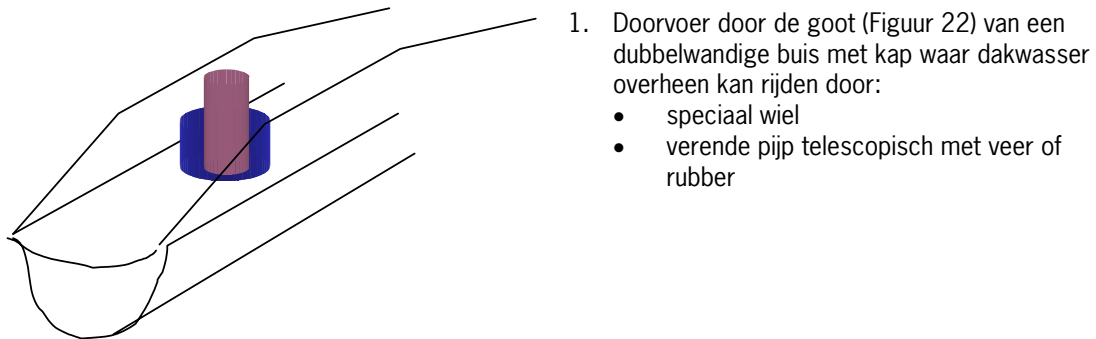 1. Doorvoer door de goot (Figuur 22) van een
dubbelwandige buis met kap waar dakwasser
overheen kan rijden door:
• speciaal wiel
• verende pijp telescopisch met veer of
rubber